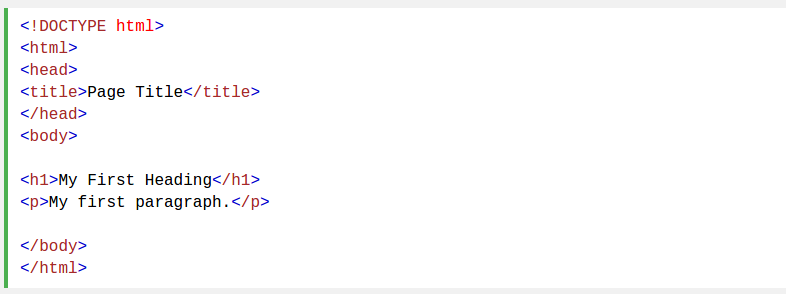 <!DOCTYPE html>
<html>
<head>
<title>Page Title</title>
</head>
<body>
<h1>My First Heading</h1>
<p>My first paragraph.</p>
</body>
</html>